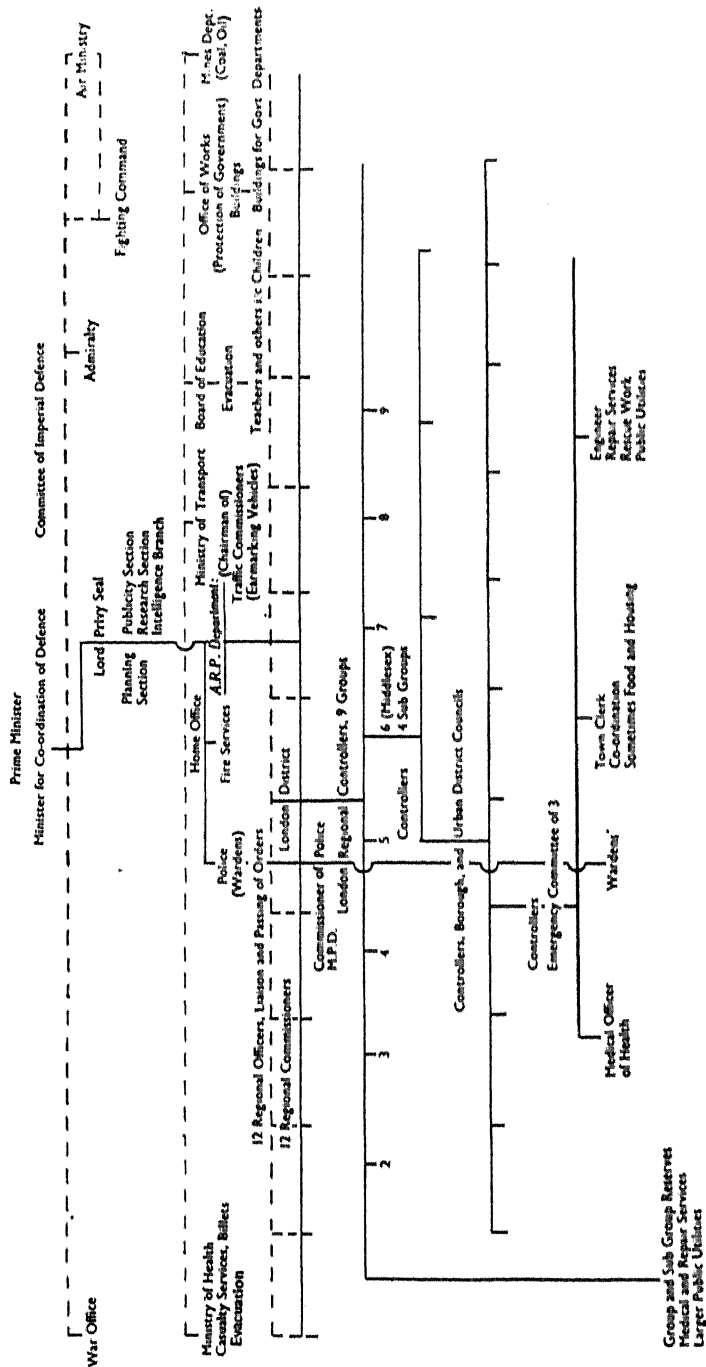 Prime Minister
Minister for Co-ordination of Defence
Committee of Imperial Defence
War Office
Admiralty
Air Ministry
Fighting Command
Lord Privy Seal
Planning Section
Publicity Section
Research Section
Intelligence Branch
Ministry of Health
Casualty Services, Billets
Evacuation
Home Office
Police
(Wardens)
Fire Services
A.R.P. Department:
Ministry of Transport
(Chairman of)
Traffic Commissioners
(Earmarking Vehicles)
Board of Education
Evacuation
Teachers and others i/c Children
Office of Works
(Protection of Government)
Buildings
Buildings for Govt Departments
Mines Dept.
(Coal, Oil)
12 Regional Officers, Liaison and Passing of Orders
12 Regional Commissioners
London District
Commissioner of Police
M.P.D.
London Regional Controllers, 9 Groups
2
3
4
5
6 (Middlesex)
4 Sub Groups
7
8
9
Controllers
Controllers, Borough, and Urban District Councils
Controllers
Emergency Committee of 3
Medical Officer
of Health
Wardens
Town Clerk
Co-ordination
Sometimes Food and Housing
Engineer
Repair Services
Rescue Work
Public Utilities
Group and Sub Group Reserves
Medical and Repair Services
Larger Public Utilities